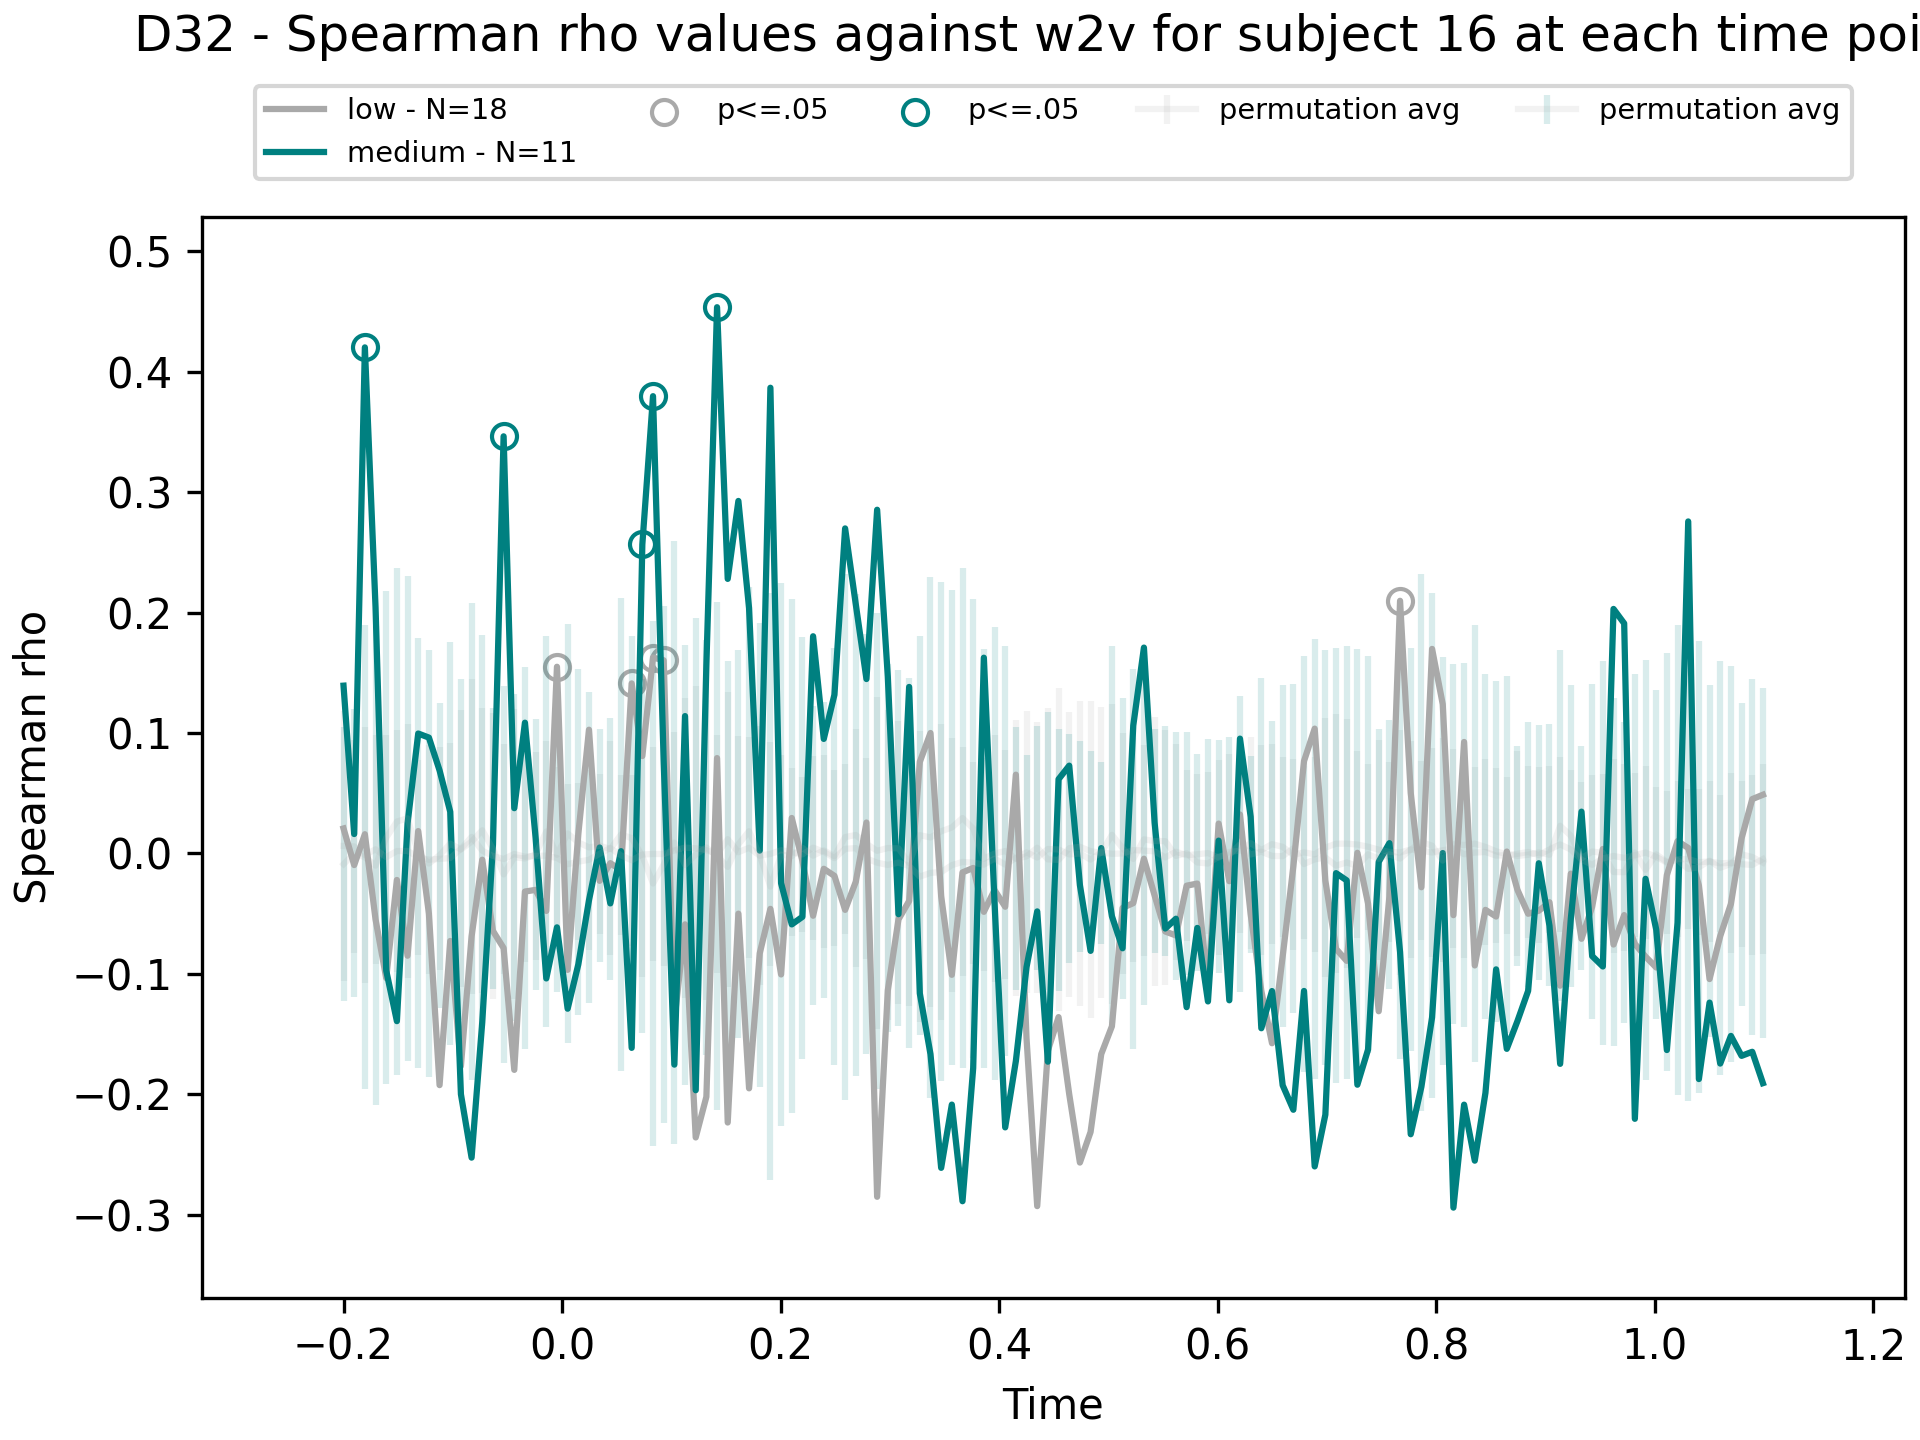 D32 - Spearman rho values against w2v for subject 16 at each time poi
low - N=18
medium - N=11
p<=.05
p<=.05
permutation avg
permutation avg
0.5
0.4
0.3
0.2
0.1
0.0
−0.1
−0.2
−0.3
Spearman rho
−0.2 0.0 0.2 0.4 0.6 0.8 1.0 1.2
Time